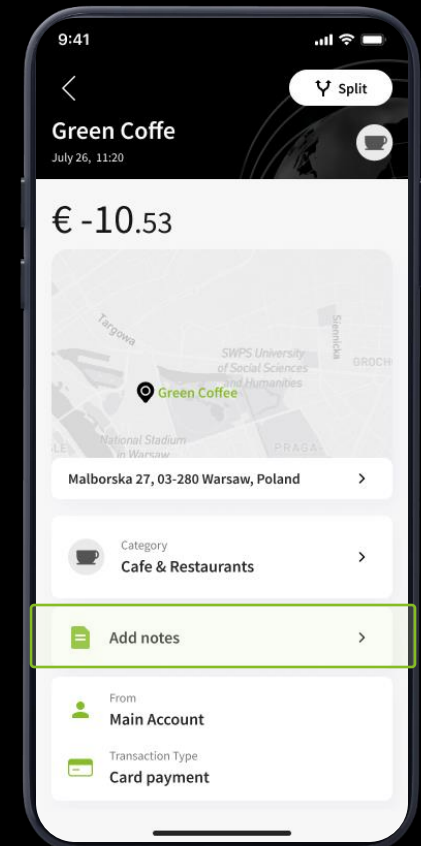 9:41
Split
Green Coffe
July 26, 11:20
€ -10.53
Targowa
Siennicka
SWPS University
of Social Sciences
and Humanities
GROCH
Green Coffee
National Stadium
in Warsaw
PRAGA-
Malborska 27, 03-280 Warsaw, Poland
Category
Cafe & Restaurants
Add notes
From
Main Account
Transaction Type
Card payment